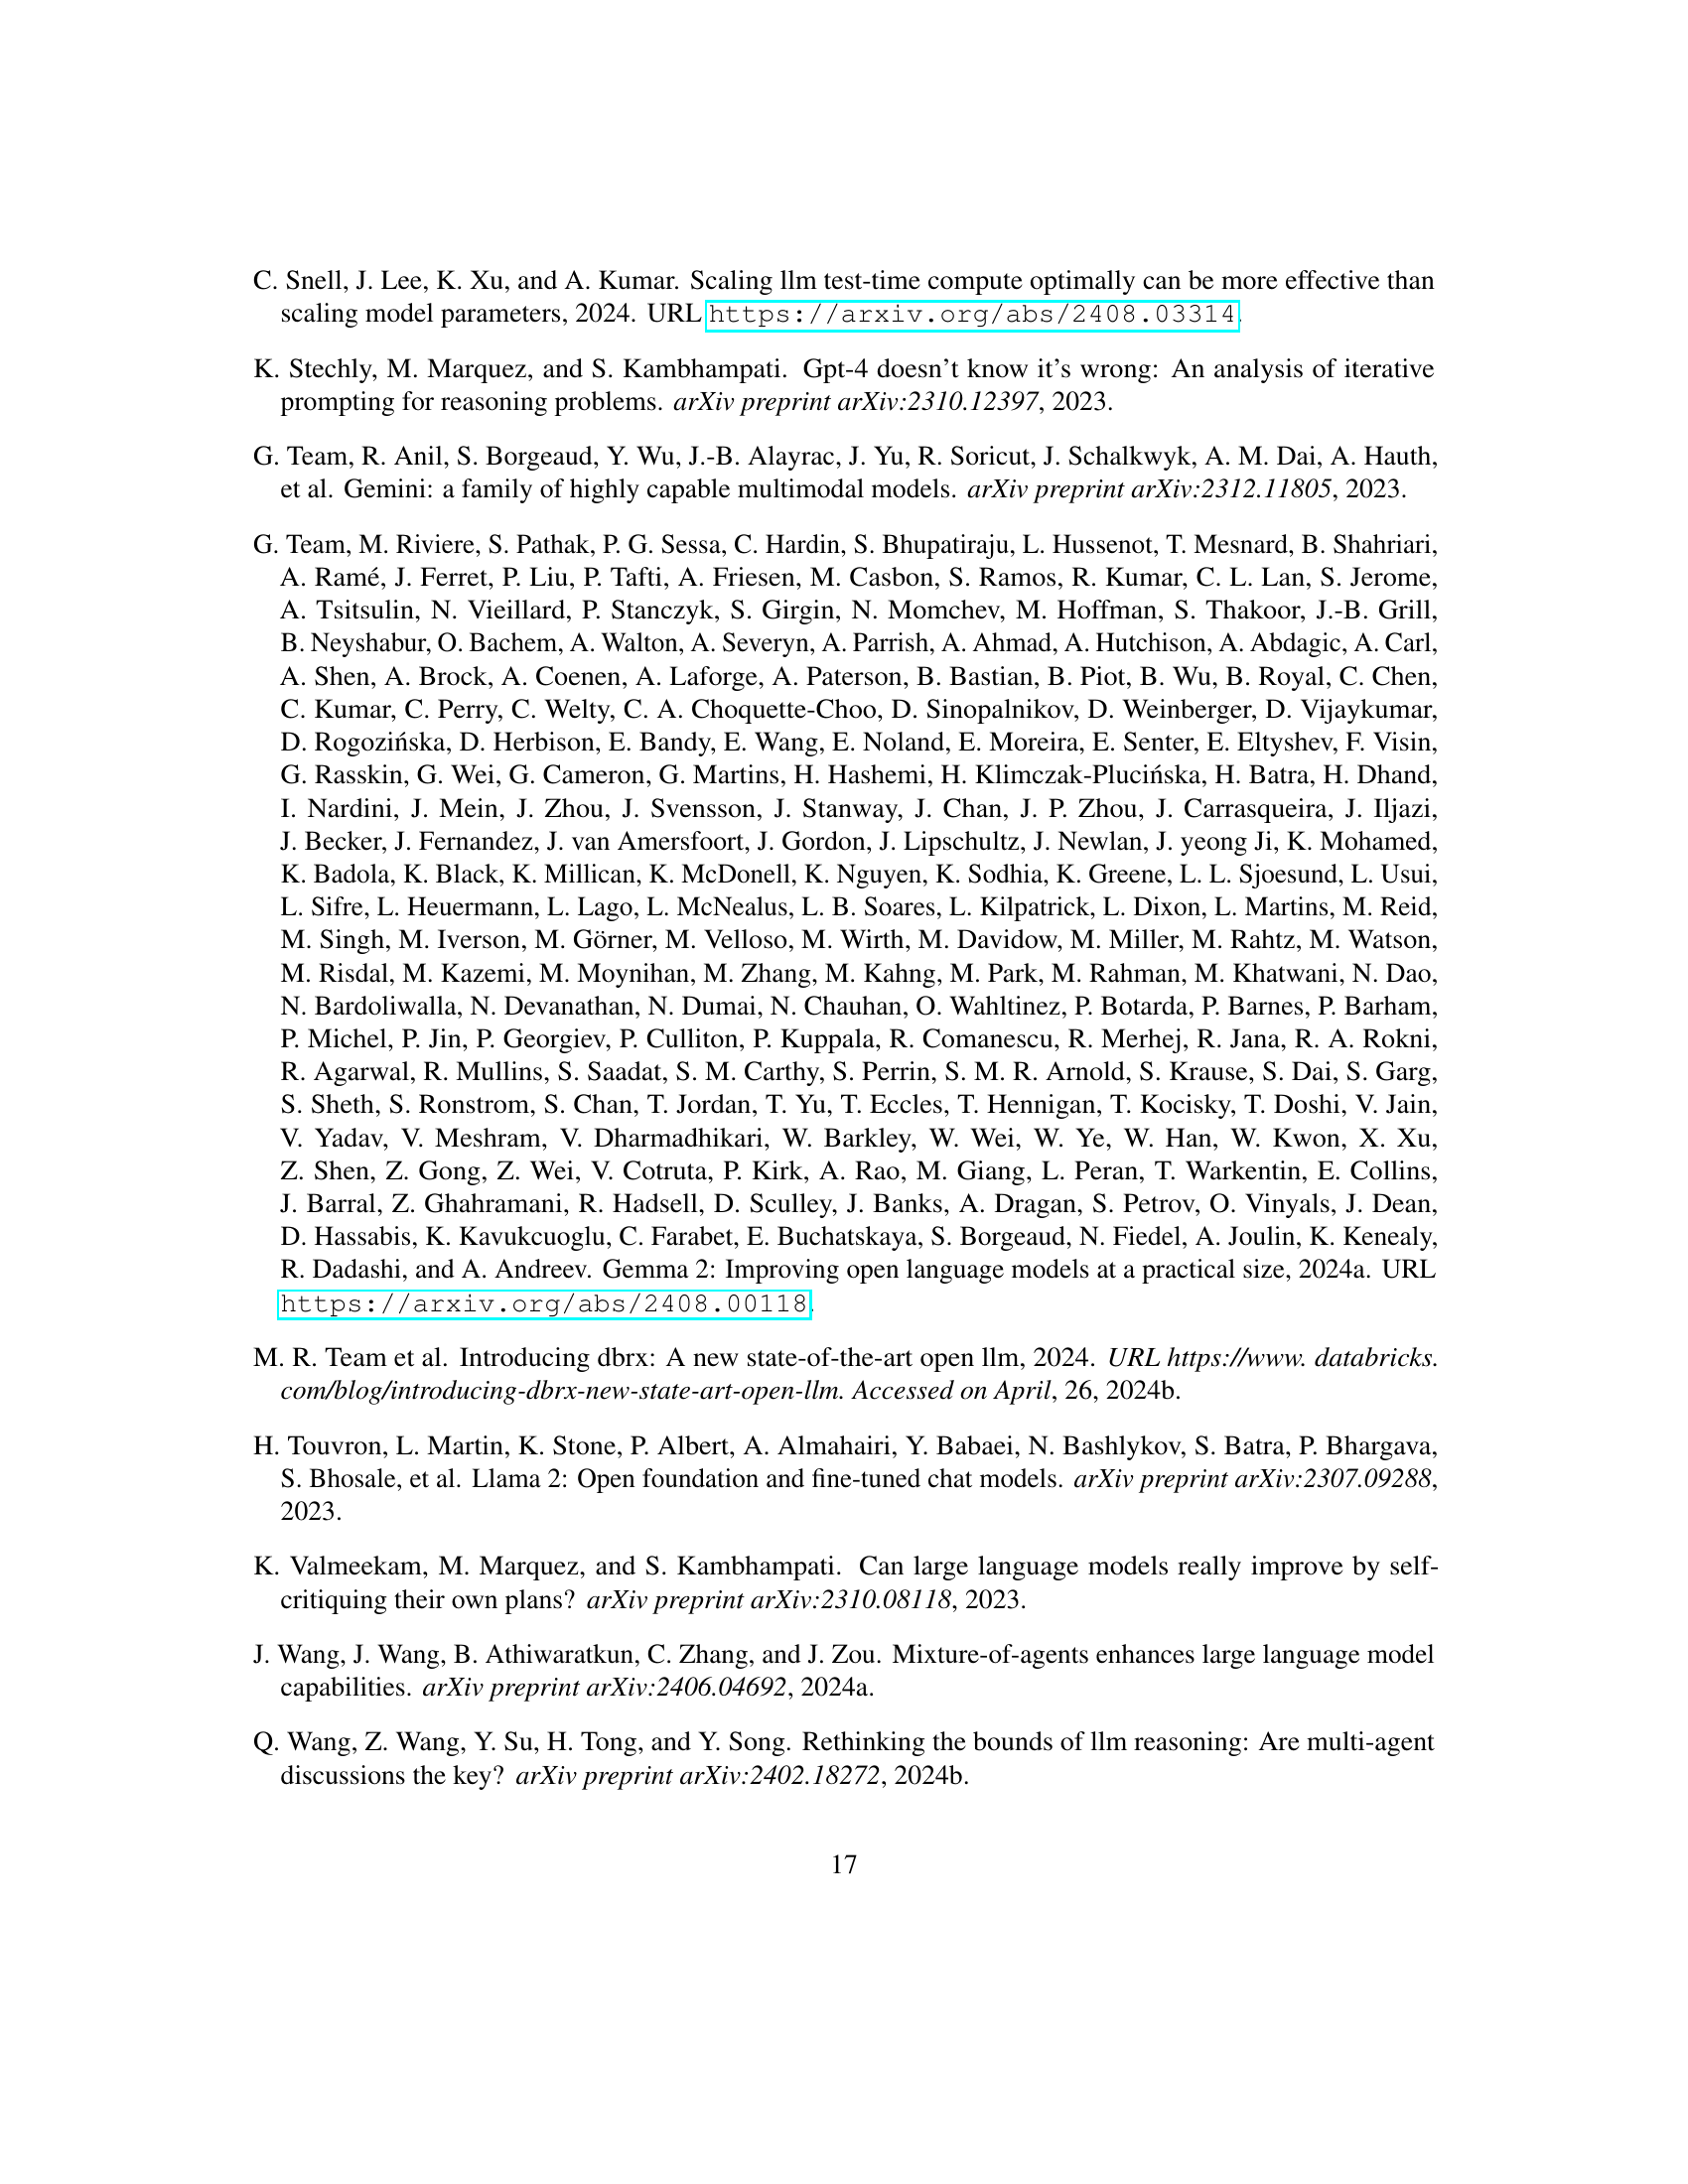 C. Snell, J. Lee, K. Xu, and A. Kumar. Scaling llm test-time compute optimally can be more effective than
scaling model parameters, 2024. URL https://arxiv.org/abs/2408.03314.
K. Stechly, M. Marquez, and S. Kambhampati. Gpt-4 doesn't know it's wrong: An analysis of iterative
prompting for reasoning problems. arXiv preprint arXiv:2310.12397, 2023.
G. Team, R. Anil, S. Borgeaud, Y. Wu, J.-B. Alayrac, J. Yu, R. Soricut, J. Schalkwyk, A. M. Dai, A. Hauth,
et al. Gemini: a family of highly capable multimodal models. arXiv preprint arXiv:2312.11805, 2023.
G. Team, M. Riviere, S. Pathak, P. G. Sessa, C. Hardin, S. Bhupatiraju, L. Hussenot, T. Mesnard, B. Shahriari,
A. Ramé, J. Ferret, P. Liu, P. Tafti, A. Friesen, M. Casbon, S. Ramos, R. Kumar, C. L. Lan, S. Jerome,
A. Tsitsulin, N. Vieillard, P. Stanczyk, S. Girgin, N. Momchev, M. Hoffman, S. Thakoor, J.-B. Grill,
B. Neyshabur, O. Bachem, A. Walton, A. Severyn, A. Parrish, A. Ahmad, A. Hutchison, A. Abdagic, A. Carl,
A. Shen, A. Brock, A. Coenen, A. Laforge, A. Paterson, B. Bastian, B. Piot, B. Wu, B. Royal, C. Chen,
C. Kumar, C. Perry, C. Welty, C. A. Choquette-Choo, D. Sinopalnikov, D. Weinberger, D. Vijaykumar,
D. Rogozińska, D. Herbison, E. Bandy, E. Wang, E. Noland, E. Moreira, E. Senter, E. Eltyshev, F. Visin,
G. Rasskin, G. Wei, G. Cameron, G. Martins, H. Hashemi, H. Klimczak-Plucińska, H. Batra, H. Dhand,
I. Nardini, J. Mein, J. Zhou, J. Svensson, J. Stanway, J. Chan, J. P. Zhou, J. Carrasqueira, J. Iljazi,
J. Becker, J. Fernandez, J. van Amersfoort, J. Gordon, J. Lipschultz, J. Newlan, J. yeong Ji, K. Mohamed,
K. Badola, K. Black, K. Millican, K. McDonell, K. Nguyen, K. Sodhia, K. Greene, L. L. Sjoesund, L. Usui,
L. Sifre, L. Heuermann, L. Lago, L. McNealus, L. B. Soares, L. Kilpatrick, L. Dixon, L. Martins, M. Reid,
M. Singh, M. Iverson, M. Görner, M. Velloso, M. Wirth, M. Davidow, M. Miller, M. Rahtz, M. Watson,
M. Risdal, M. Kazemi, M. Moynihan, M. Zhang, M. Kahng, M. Park, M. Rahman, M. Khatwani, N. Dao,
N. Bardoliwalla, N. Devanathan, N. Dumai, N. Chauhan, O. Wahltinez, P. Botarda, P. Barnes, P. Barham,
P. Michel, P. Jin, P. Georgiev, P. Culliton, P. Kuppala, R. Comanescu, R. Merhej, R. Jana, R. A. Rokni,
R. Agarwal, R. Mullins, S. Saadat, S. M. Carthy, S. Perrin, S. M. R. Arnold, S. Krause, S. Dai, S. Garg,
S. Sheth, S. Ronstrom, S. Chan, T. Jordan, T. Yu, T. Eccles, T. Hennigan, T. Kocisky, T. Doshi, V. Jain,
V. Yadav, V. Meshram, V. Dharmadhikari, W. Barkley, W. Wei, W. Ye, W. Han, W. Kwon, X. Xu,
Z. Shen, Z. Gong, Z. Wei, V. Cotruta, P. Kirk, A. Rao, M. Giang, L. Peran, T. Warkentin, E. Collins,
J. Barral, Z. Ghahramani, R. Hadsell, D. Sculley, J. Banks, A. Dragan, S. Petrov, O. Vinyals, J. Dean,
D. Hassabis, K. Kavukcuoglu, C. Farabet, E. Buchatskaya, S. Borgeaud, N. Fiedel, A. Joulin, K. Kenealy,
R. Dadashi, and A. Andreev. Gemma 2: Improving open language models at a practical size, 2024a. URL
https://arxiv.org/abs/2408.00118.
M. R. Team et al. Introducing dbrx: A new state-of-the-art open llm, 2024. URL https://www. databricks.
com/blog/introducing-dbrx-new-state-art-open-llm. Accessed on April, 26, 2024b.
H. Touvron, L. Martin, K. Stone, P. Albert, A. Almahairi, Y. Babaei, N. Bashlykov, S. Batra, P. Bhargava,
S. Bhosale, et al. Llama 2: Open foundation and fine-tuned chat models. arXiv preprint arXiv:2307.09288,
2023.
K. Valmeekam, M. Marquez, and S. Kambhampati. Can large language models really improve by self-
critiquing their own plans? arXiv preprint arXiv:2310.08118, 2023.
J. Wang, J. Wang, B. Athiwaratkun, C. Zhang, and J. Zou. Mixture-of-agents enhances large language model
capabilities. arXiv preprint arXiv:2406.04692, 2024a.
Q. Wang, Z. Wang, Y. Su, H. Tong, and Y. Song. Rethinking the bounds of llm reasoning: Are multi-agent
discussions the key? arXiv preprint arXiv:2402.18272, 2024b.
17